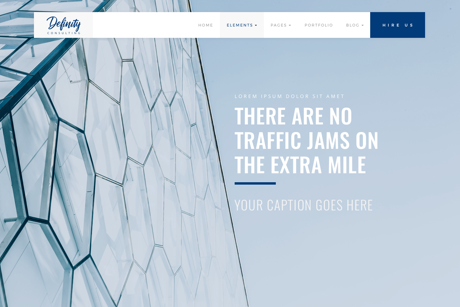 Definity
CONSULTING
HOME ELEMENTS PAGES PORTFOLIO BLOG HIRE US
LOREM IPSUM DOLOR SIT AMET
THERE ARE NO
TRAFFIC JAMS ON
THE EXTRA MILE
YOUR CAPTION GOES HERE